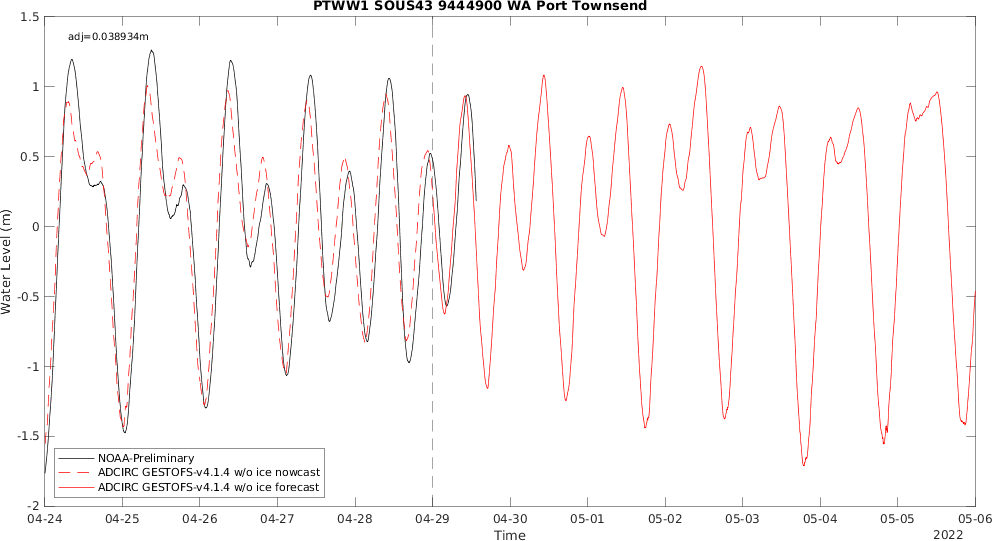 PTWW1 SOUS43 9444900 WA Port Townsend
adj=0.038934m
1.5
1
0.5
0
-0.5
-1
-1.5
-2
Water Level (m)
NOAA-Preliminary
ADCIRC GESTOFS-v4.1.4 w/o ice nowcast
ADCIRC GESTOFS-v4.1.4 w/o ice forecast
04-24 04-25 04-26 04-27 04-28 04-29 04-30 05-01 05-02 05-03 05-04 05-05 05-06
Time
2022